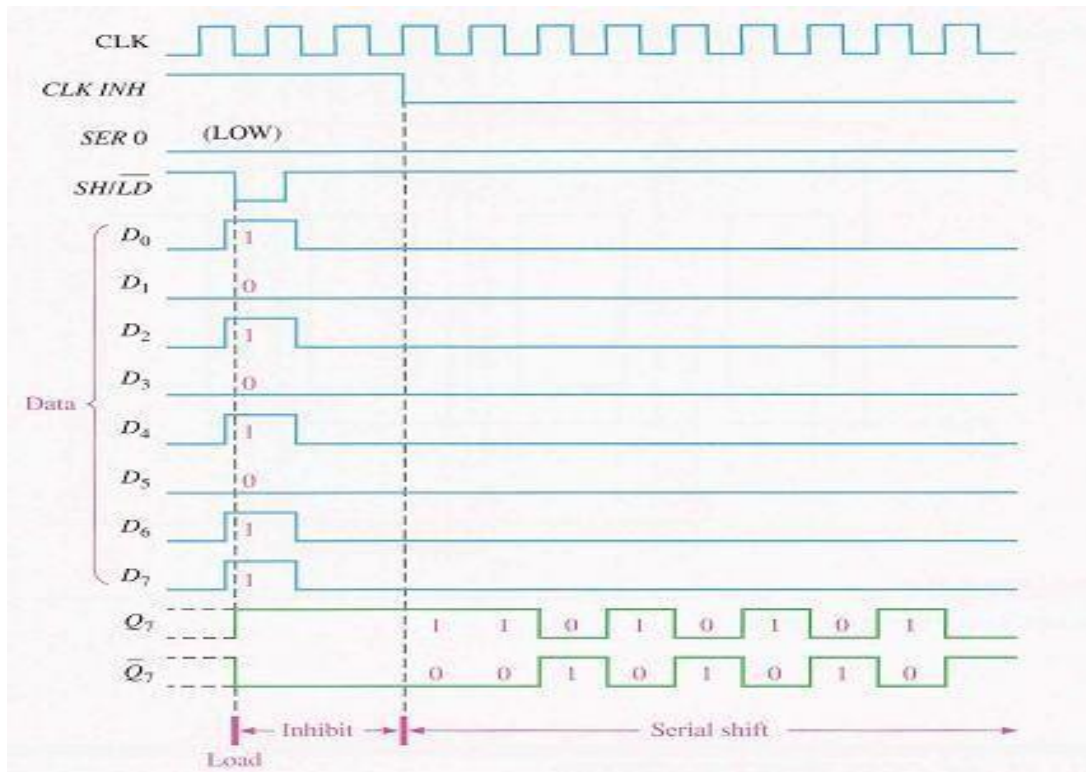 CLK
CLK INH
SER 0 (LOW)
SH/L̅D̅
D₀ 1
D₁ 0
D₂ 1
D₃ 0
Data
D₄ 1
D₅ 0
D₆ 1
D₇ 1
Q₇ 1 1 0 1 0 1 0 1
Q̅₇ 0 0 1 0 1 0 1 0
Inhibit Serial shift
Load